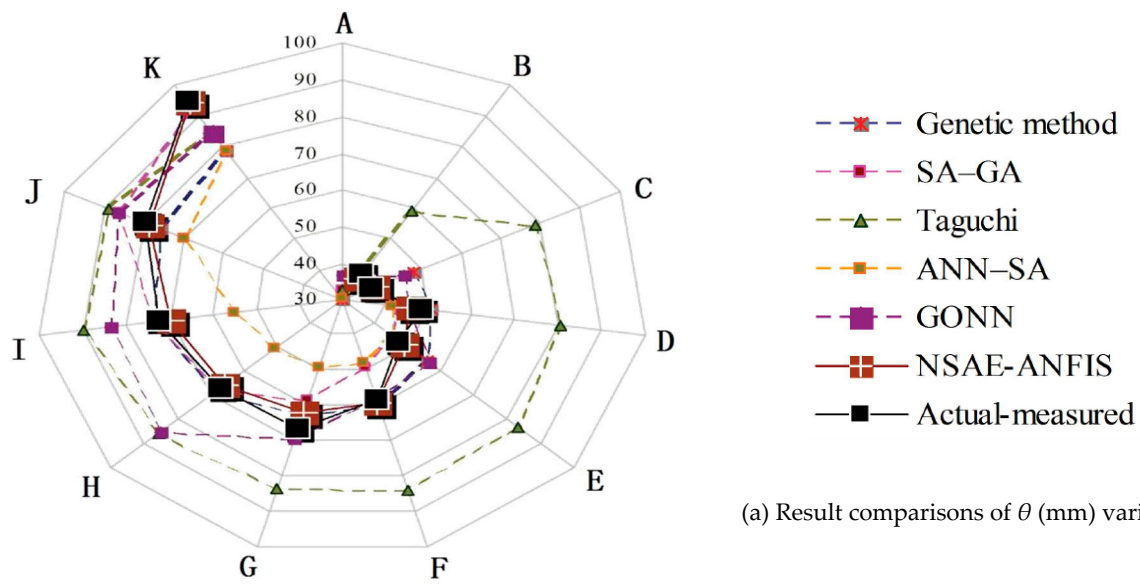 A
B
C
D
E
F
G
H
I
J
K
100
90
80
70
60
50
40
30
Genetic method
SA–GA
Taguchi
ANN–SA
GONN
NSAE-ANFIS
Actual-measured
(a) Result comparisons of θ (mm) vari